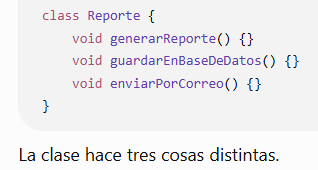 class Reporte {
    void generarReporte() {}
    void guardarEnBaseDeDatos() {}
    void enviarPorCorreo() {}
}
La clase hace tres cosas distintas.